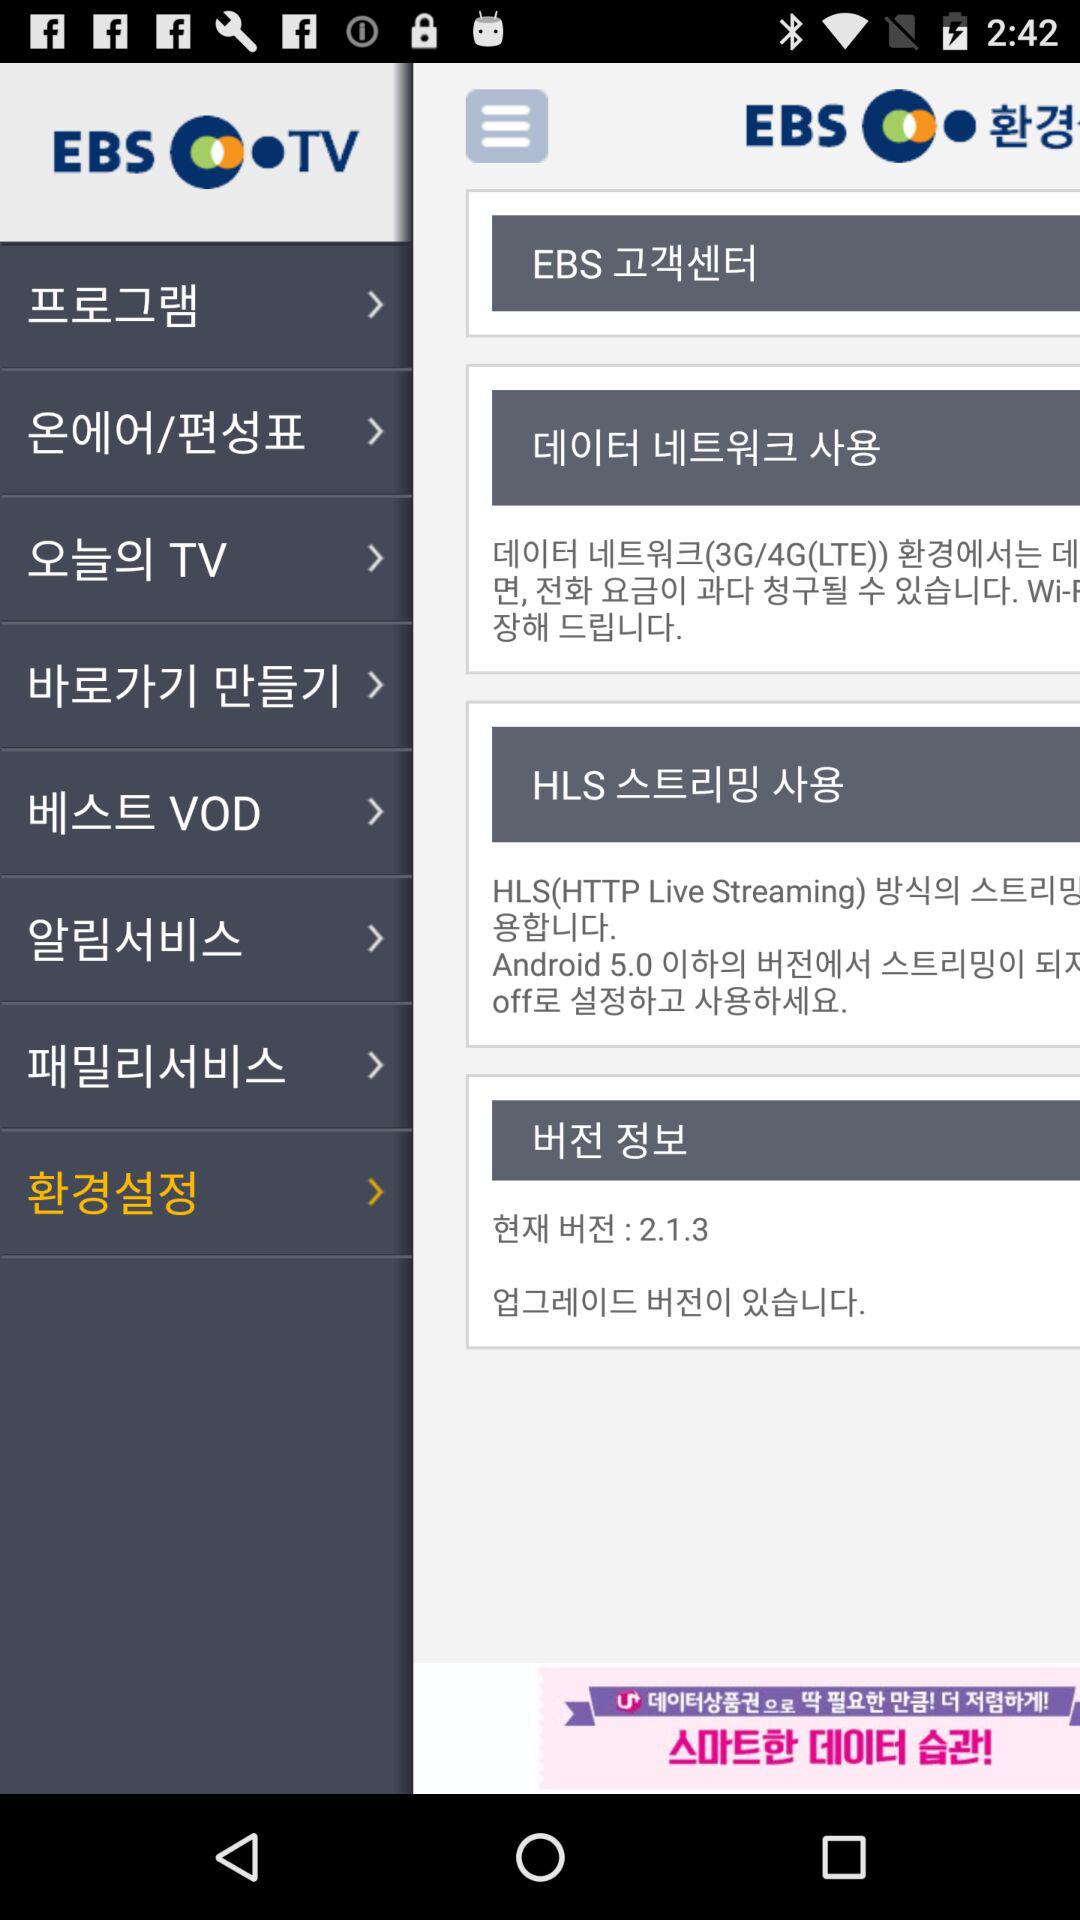 2:42
EBS TV
프로그램
온에어/편성표
오늘의 TV
바로가기 만들기
베스트 VOD
알림서비스
패밀리서비스
환경설정
EBS 환경
EBS 고객센터
데이터 네트워크 사용
데이터 네트워크(3G/4G(LTE)) 환경에서는 데
면, 전화 요금이 과다 청구될 수 있습니다. Wi-F
장해 드립니다.
HLS 스트리밍 사용
HLS(HTTP Live Streaming) 방식의 스트리밍
용합니다.
Android 5.0 이하의 버전에서 스트리밍이 되지
off로 설정하고 사용하세요.
버전 정보
현재 버전 : 2.1.3
업그레이드 버전이 있습니다.
데이터상품권으로 딱 필요한 만큼! 더 저렴하게!
스마트한 데이터 습관!